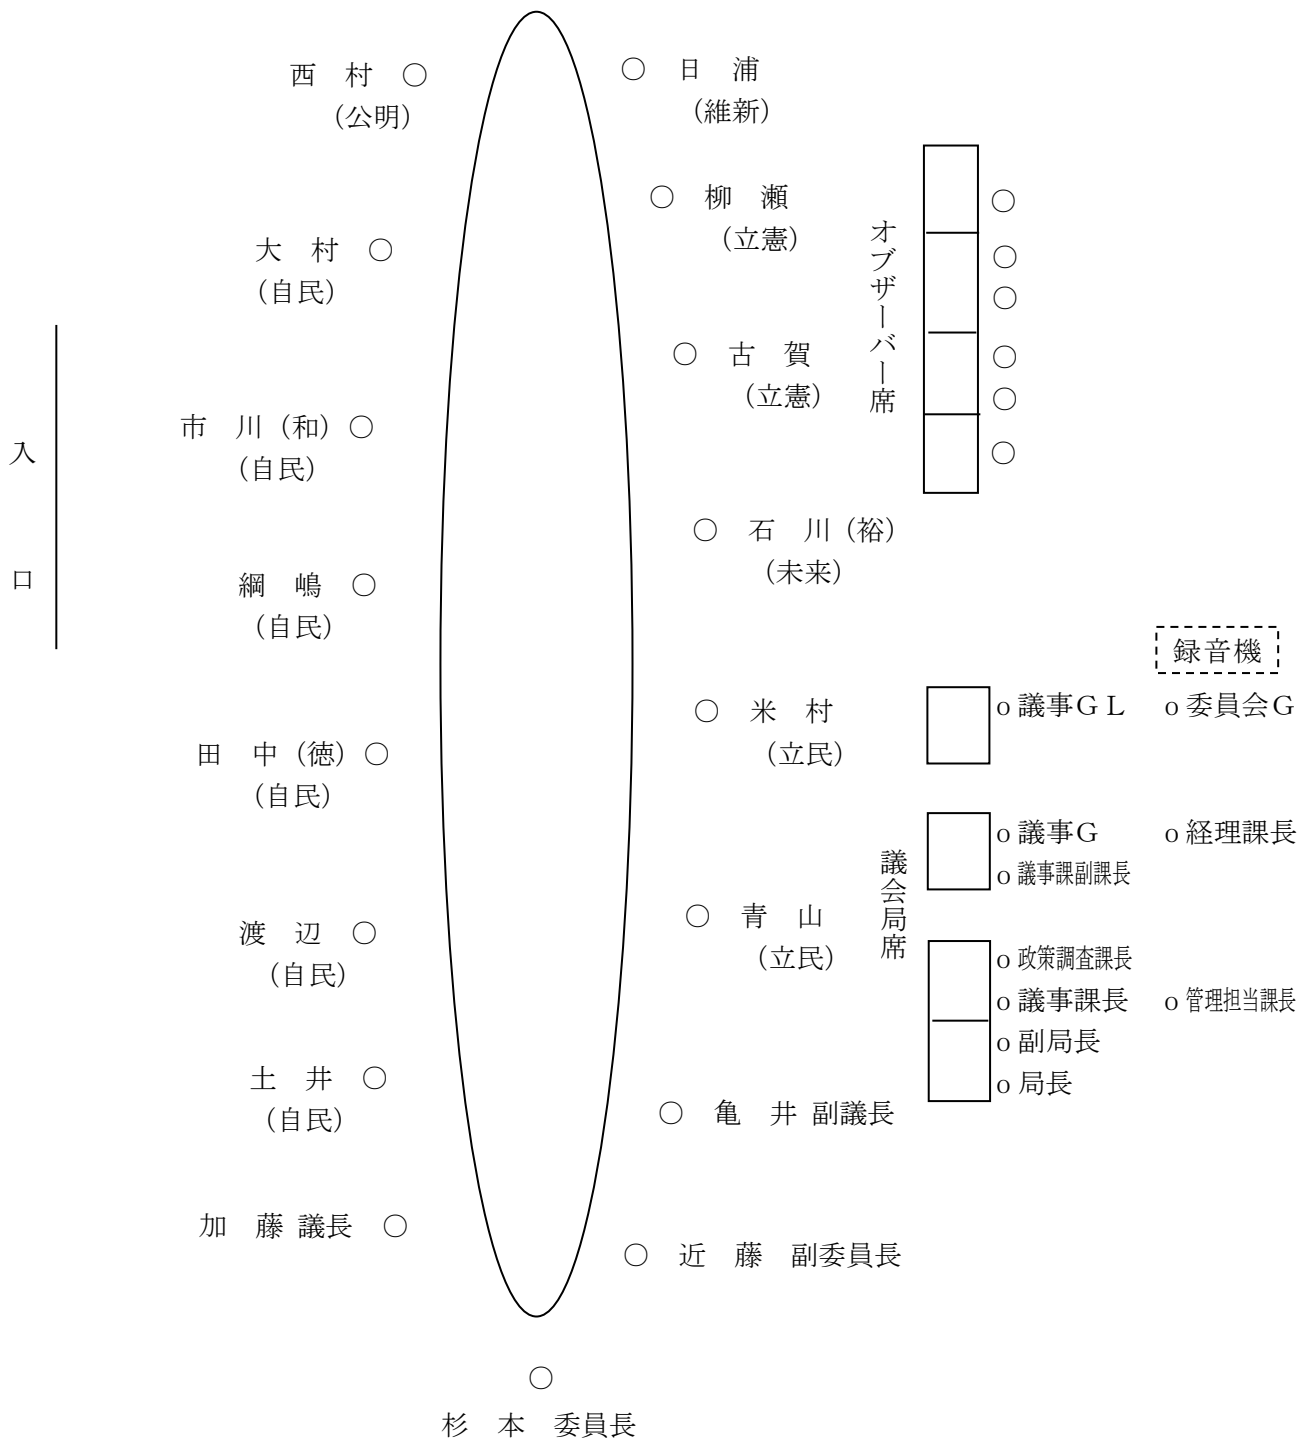 西　村　○
（公明）
大　村　○
（自民）
市　川（和）○
（自民）
綱　嶋　○
（自民）
田　中（徳）○
（自民）
渡　辺　○
（自民）
土　井　○
（自民）
加　藤 議長　○
入　口
○　日　浦
（維新）
○　柳　瀬
（立憲）
○　古　賀
（立憲）
○　石　川（裕）
（未来）
○　米　村
（立民）
○　青　山
（立民）
○　亀　井 副議長
○　近　藤　副委員長
○
杉　本　委員長
オブザーバー席
○
○
○
○
○
○
録音機
議会局席
o 議事ＧＬ　o 委員会Ｇ
o 議事Ｇ　o 経理課長
o 議事課副課長
o 政策調査課長
o 議事課長　o 管理担当課長
o 副局長
o 局長